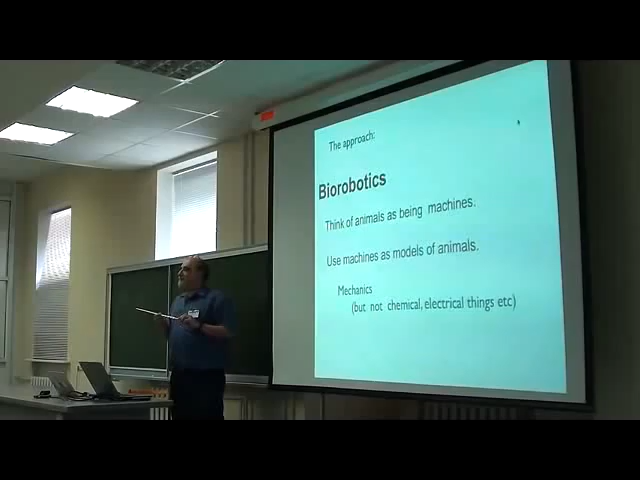 The approach:
Biorobotics
Think of animals as being machines.
Use machines as models of animals.
Mechanics
(but not chemical, electrical things etc)